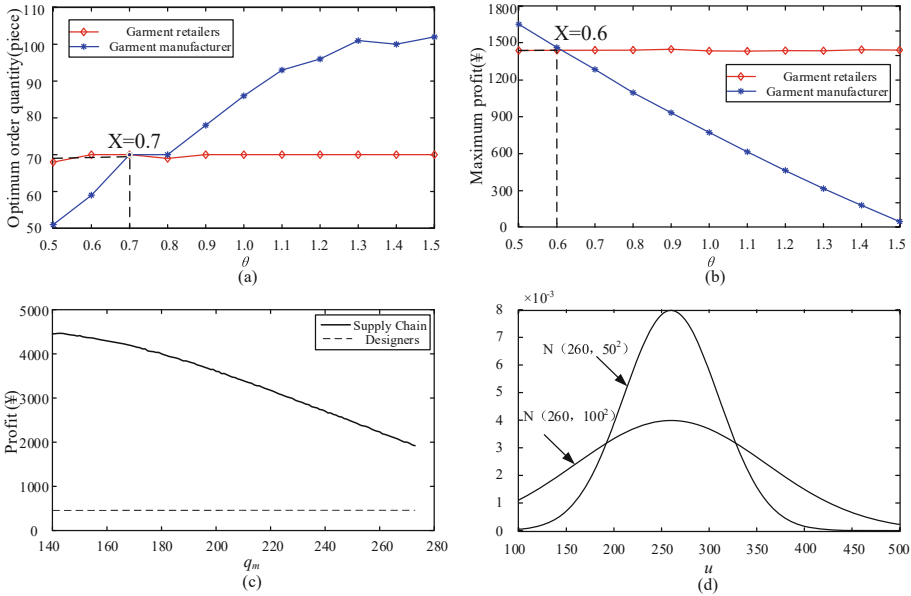 Optimum order quantity(piece)
110
100
90
80
70
60
50
Garment retailers
Garment manufacturer
X=0.7
0.5 0.6 0.7 0.8 0.9 1.0 1.1 1.2 1.3 1.4 1.5
θ
(a)
Maximum profit(¥)
1800
1500
1200
900
600
300
0
X=0.6
Garment retailers
Garment manufacturer
0.5 0.6 0.7 0.8 0.9 1.0 1.1 1.2 1.3 1.4 1.5
θ
(b)
Profit (¥)
5000
4000
2000
4000
0
Supply Chain
Designers
140 160 180 200 220 240 260 280
qm
(c)
×10⁻³
8
7
6
5
4
3
2
1
0
N（260，50²）
N（260，100²）
100 150 200 250 300 350 400 450 500
u
(d)